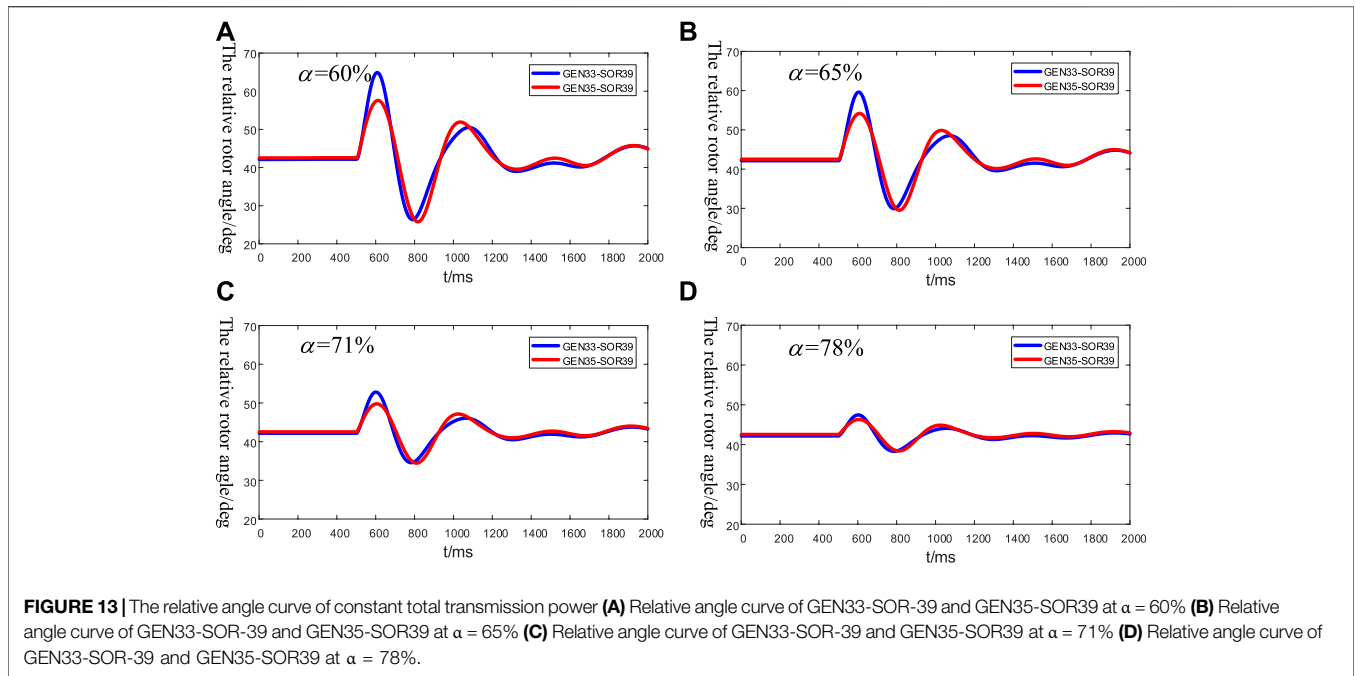 A
The relative rotor angle/deg
α=60%
GEN33-SOR39
GEN35-SOR39
70
60
50
40
30
20
0 200 400 600 800 1000 1200 1400 1600 1800 2000
t/ms
B
The relative rotor angle/deg
α=65%
GEN33-SOR39
GEN35-SOR39
70
60
50
40
30
20
0 200 400 600 800 1000 1200 1400 1600 1800 2000
t/ms
C
The relative rotor angle/deg
α=71%
GEN33-SOR39
GEN35-SOR39
70
60
50
40
30
20
0 200 400 600 800 1000 1200 1400 1600 1800 2000
t/ms
D
The relative rotor angle/deg
α=78%
GEN33-SOR39
GEN35-SOR39
70
60
50
40
30
20
0 200 400 600 800 1000 1200 1400 1600 1800 2000
t/ms
FIGURE 13 | The relative angle curve of constant total transmission power (A) Relative angle curve of GEN33-SOR-39 and GEN35-SOR39 at α = 60% (B) Relative
angle curve of GEN33-SOR-39 and GEN35-SOR39 at α = 65% (C) Relative angle curve of GEN33-SOR-39 and GEN35-SOR39 at α = 71% (D) Relative angle curve of
GEN33-SOR-39 and GEN35-SOR39 at α = 78%.